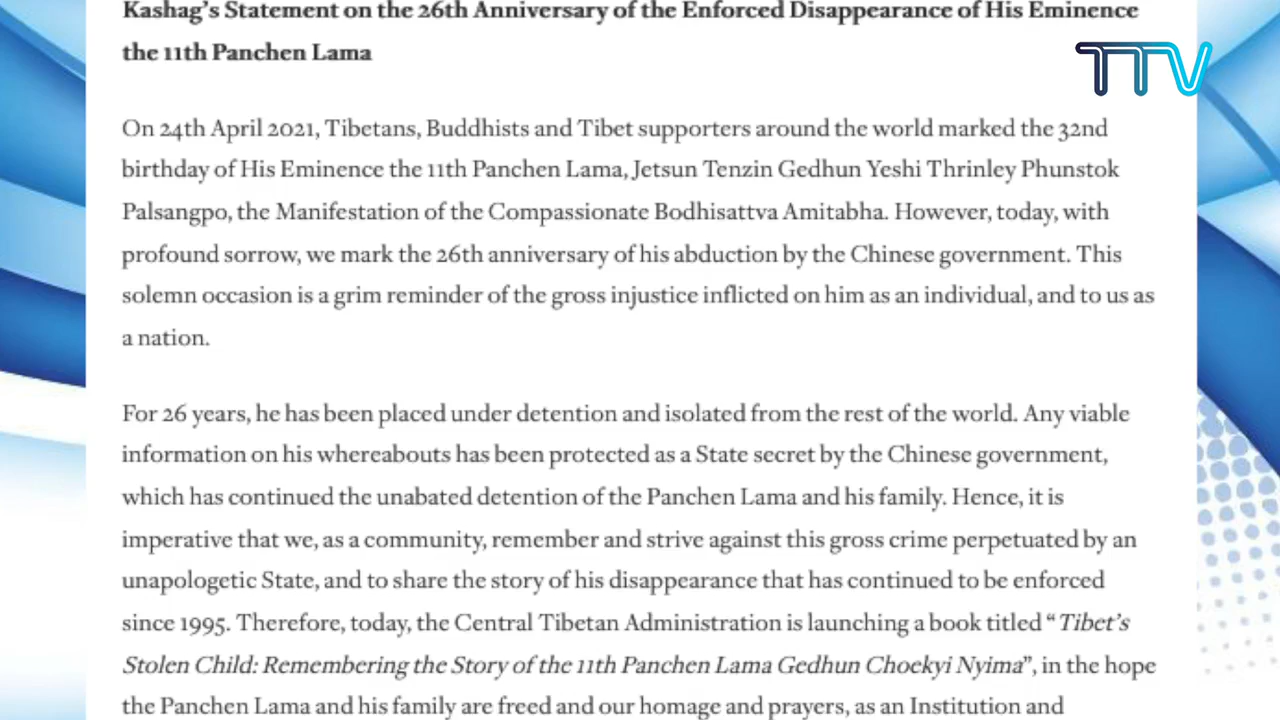 Kashag's Statement on the 26th Anniversary of the Enforced Disappearance of His Eminence
the 11th Panchen Lama
TTV
On 24th April 2021, Tibetans, Buddhists and Tibet supporters around the world marked the 32nd
birthday of His Eminence the 11th Panchen Lama, Jetsun Tenzin Gedhun Yeshi Thrinley Phunstok
Palsangpo, the Manifestation of the Compassionate Bodhisattva Amitabha. However, today, with
profound sorrow, we mark the 26th anniversary of his abduction by the Chinese government. This
solemn occasion is a grim reminder of the gross injustice inflicted on him as an individual, and to us as
a nation.
For 26 years, he has been placed under detention and isolated from the rest of the world. Any viable
information on his whereabouts has been protected as a State secret by the Chinese government,
which has continued the unabated detention of the Panchen Lama and his family. Hence, it is
imperative that we, as a community, remember and strive against this gross crime perpetuated by an
unapologetic State, and to share the story of his disappearance that has continued to be enforced
since 1995. Therefore, today, the Central Tibetan Administration is launching a book titled “Tibet's
Stolen Child: Remembering the Story of the 11th Panchen Lama Gedhun Choekyi Nyima”, in the hope
the Panchen Lama and his family are freed and our homage and prayers, as an Institution and